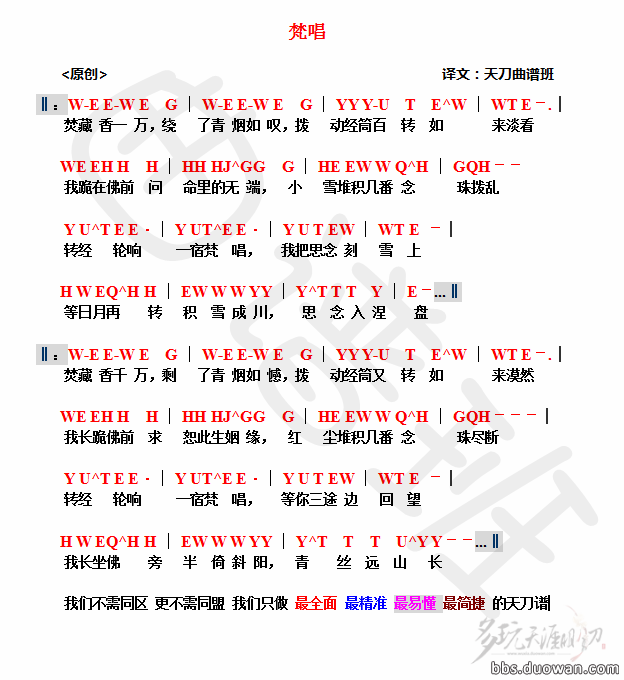 梵唱
<原创> 译文：天刀曲谱班
‖： W-E E-W E G │ W-E E-W E G │ YYY-U T E^W │ WT E－. │
焚藏 香一 万，绕 了青 烟如 叹，拨 动经筒百 转 如 来淡看
WE EH H H │ HH HJ^GG G │ HE EW W Q^H │ GQH－－
我跪在佛前 问 命里的无 端，小 雪堆积几番 念 珠拨乱
Y U^T E E · │ Y UT^E E · │ Y U T EW │ WT E －│
转经 轮响 一宿梵 唱， 我把思念 刻 雪 上
H W EQ^H H │ EW W W YY │ Y^T T T Y │ E－...‖
等日月再 转 积 雪 成 川， 思 念 入 涅 盘
‖： W-E E-W E G │ W-E E-W E G │ YYY-U T E^W │ WT E－. │
焚藏 香千 万，剩 了青 烟如 憾，拨 动经筒又 转 如 来漠然
WE EH H H │ HH HJ^GG G │ HE EW W Q^H │ GQH－－－│
我长跪佛前 求 恕此生姻 缘，红 尘堆积几番 念 珠尽断
Y U^T E E · │ Y UT^E E · │ Y U T EW │ WT E －│
转经 轮响 一宿梵 唱， 等你三途 边 回 望
H W EQ^H H │ EW W W YY │ Y^T T T U^YY－－...‖
我长坐佛 旁 半 倚 斜 阳， 青 丝 远 山 长
我们不需同区 更不需同盟 我们只做 最全面 最精准 最易懂 最简捷 的天刀谱
曲谱班
多玩天涯明月刀
bbs.duowan.com